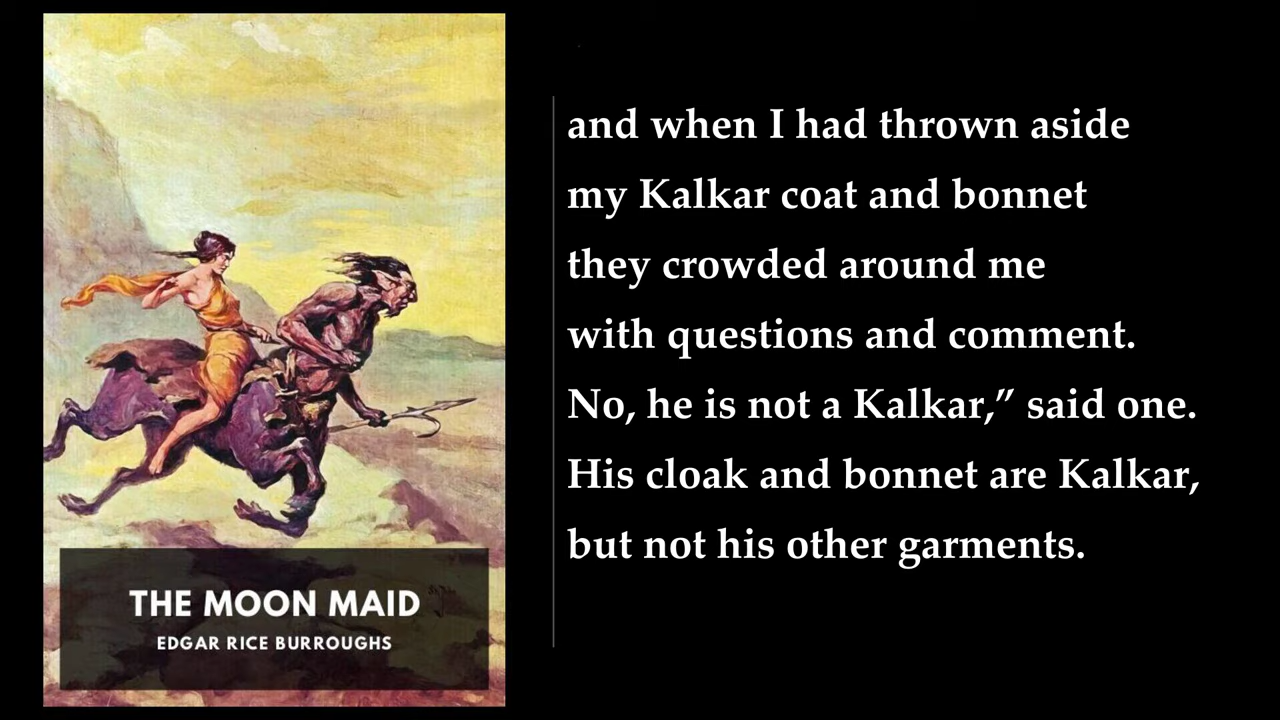 THE MOON MAID
EDGAR RICE BURROUGHS
and when I had thrown aside
my Kalkar coat and bonnet
they crowded around me
with questions and comment.
No, he is not a Kalkar,” said one.
His cloak and bonnet are Kalkar,
but not his other garments.